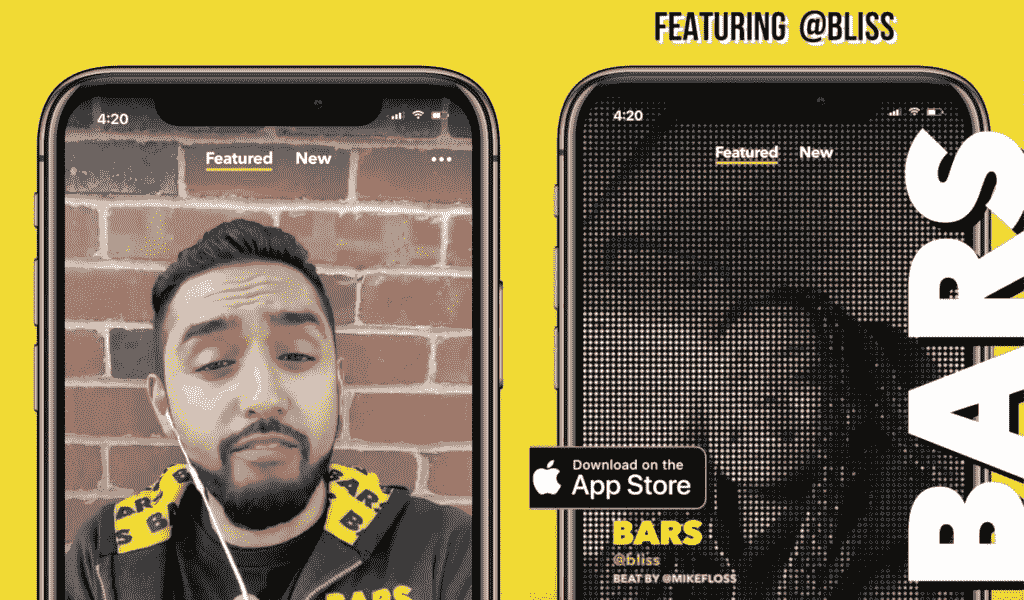 FEATURING @BLISS
4:20
Featured New
BARS
BARS
BARS
4:20
Featured New
BARS
Download on the
App Store
BARS
@bliss
BEAT BY @MIKEFLOSS